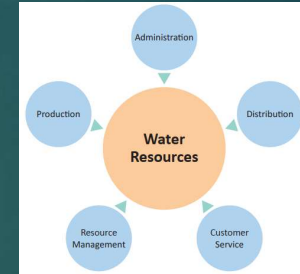 Administration
Production
Distribution
Water
Resources
Resource
Management
Customer
Service